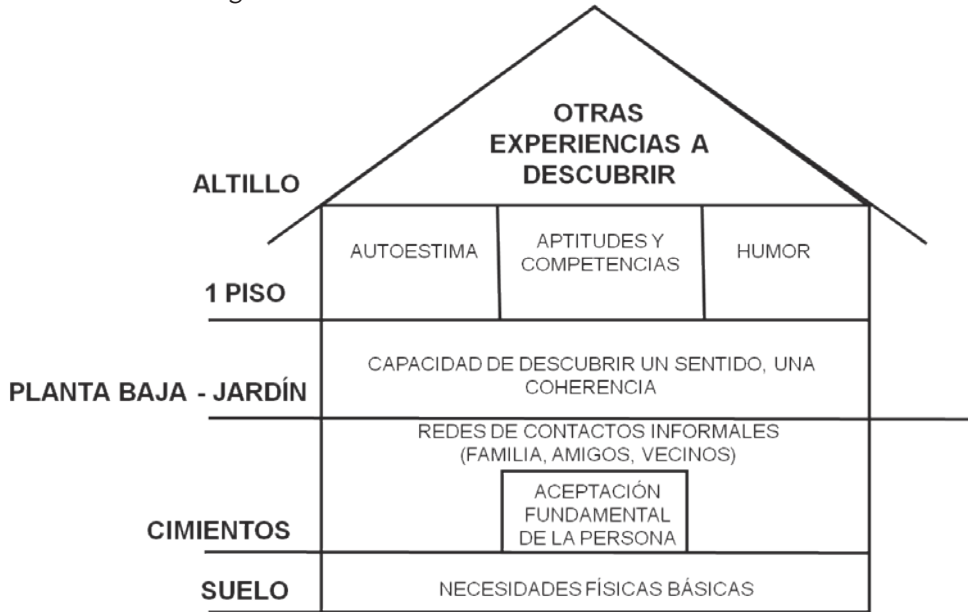 OTRAS
EXPERIENCIAS A
DESCUBRIR
ALTILLO
AUTOESTIMA
APTITUDES Y
COMPETENCIAS
HUMOR
1 PISO
CAPACIDAD DE DESCUBRIR UN SENTIDO, UNA
COHERENCIA
PLANTA BAJA - JARDÍN
REDES DE CONTACTOS INFORMALES
(FAMILIA, AMIGOS, VECINOS)
ACEPTACIÓN
FUNDAMENTAL
DE LA PERSONA
CIMIENTOS
SUELO
NECESIDADES FÍSICAS BÁSICAS